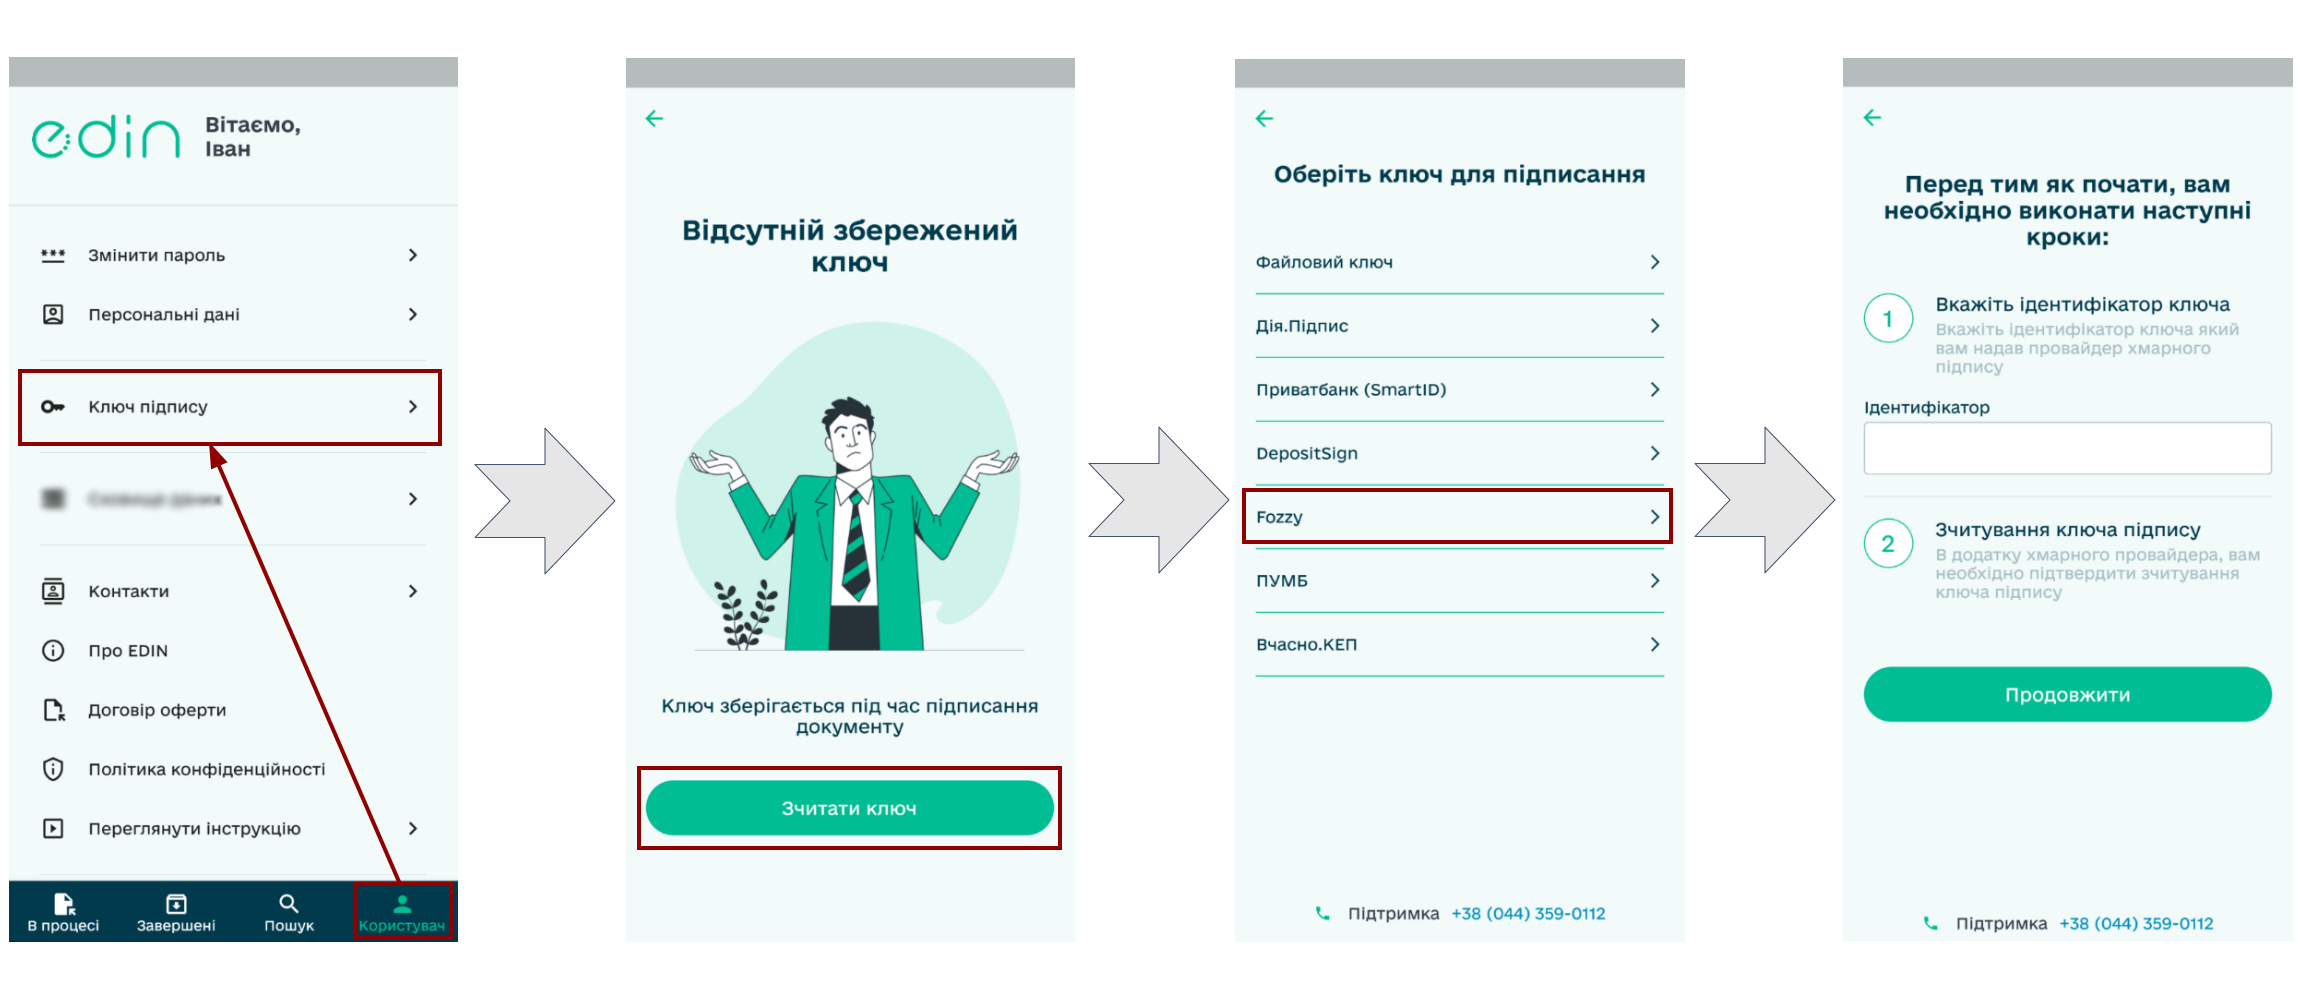 edin
Вітаємо,
Іван
*** Змінити пароль
Персональні дані
Ключ підпису
Контакти
Про EDIN
Договір оферти
Політика конфіденційності
Переглянути інструкцію
В процесі
Завершені
Пошук
Користувач
Відсутній збережений
ключ
Ключ зберігається під час підписання
документу
Зчитати ключ
Оберіть ключ для підписання
Файловий ключ
Дія.Підпис
Приватбанк (SmartID)
DepositSign
Fozzy
ПУМБ
Вчасно.КЕП
Підтримка +38 (044) 359-0112
Перед тим як почати, вам
необхідно виконати наступні
кроки:
1
Вкажіть ідентифікатор ключа
Вкажіть ідентифікатор ключа який
вам надав провайдер хмарного
підпису
Ідентифікатор
2
Зчитування ключа підпису
В додатку хмарного провайдера, вам
необхідно підтвердити зчитування
ключа підпису
Продовжити
Підтримка +38 (044) 359-0112